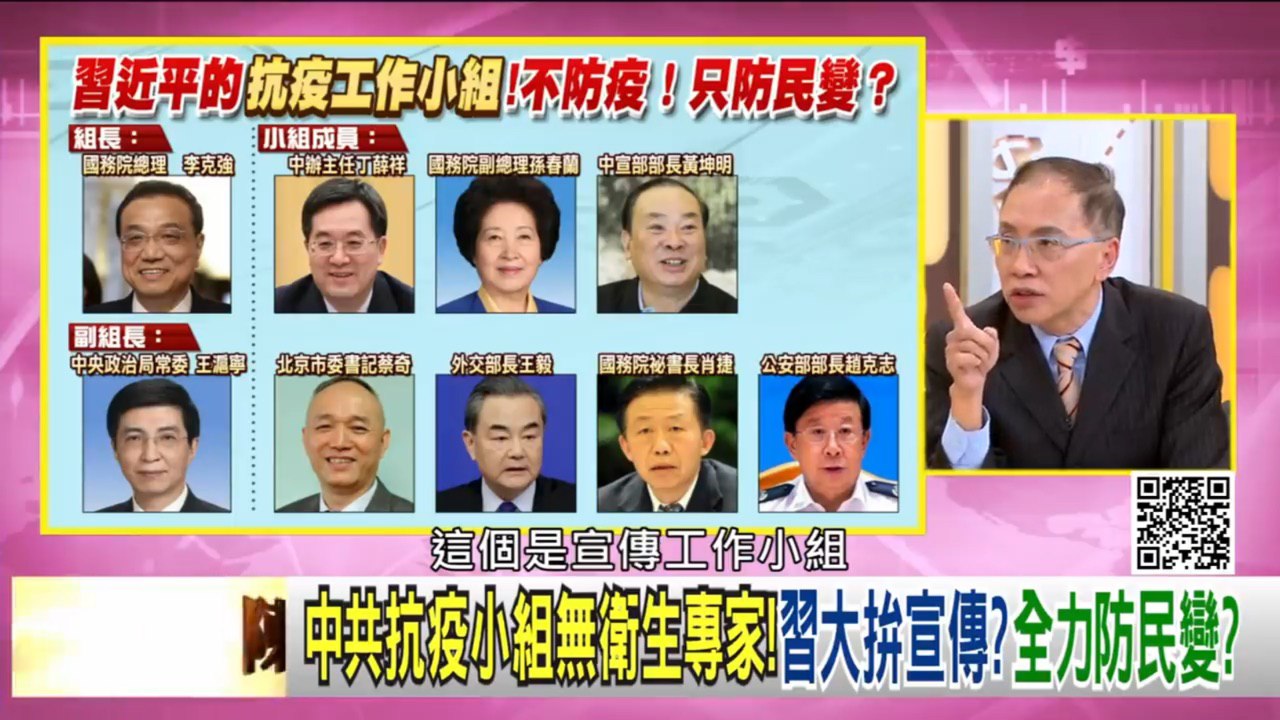 習近平的抗疫工作小組!不防疫！只防民變？
組長：
小組成員：
國務院總理 李克強
中辦主任丁薛祥
國務院副總理孫春蘭
中宣部部長黃坤明
副組長：
中央政治局常委 王滬寧
北京市委書記蔡奇
外交部長王毅
國務院祕書長肖捷
公安部部長趙克志
這個是宣傳工作小組
中共抗疫小組無衛生專家!習大拚宣傳?全力防民變?